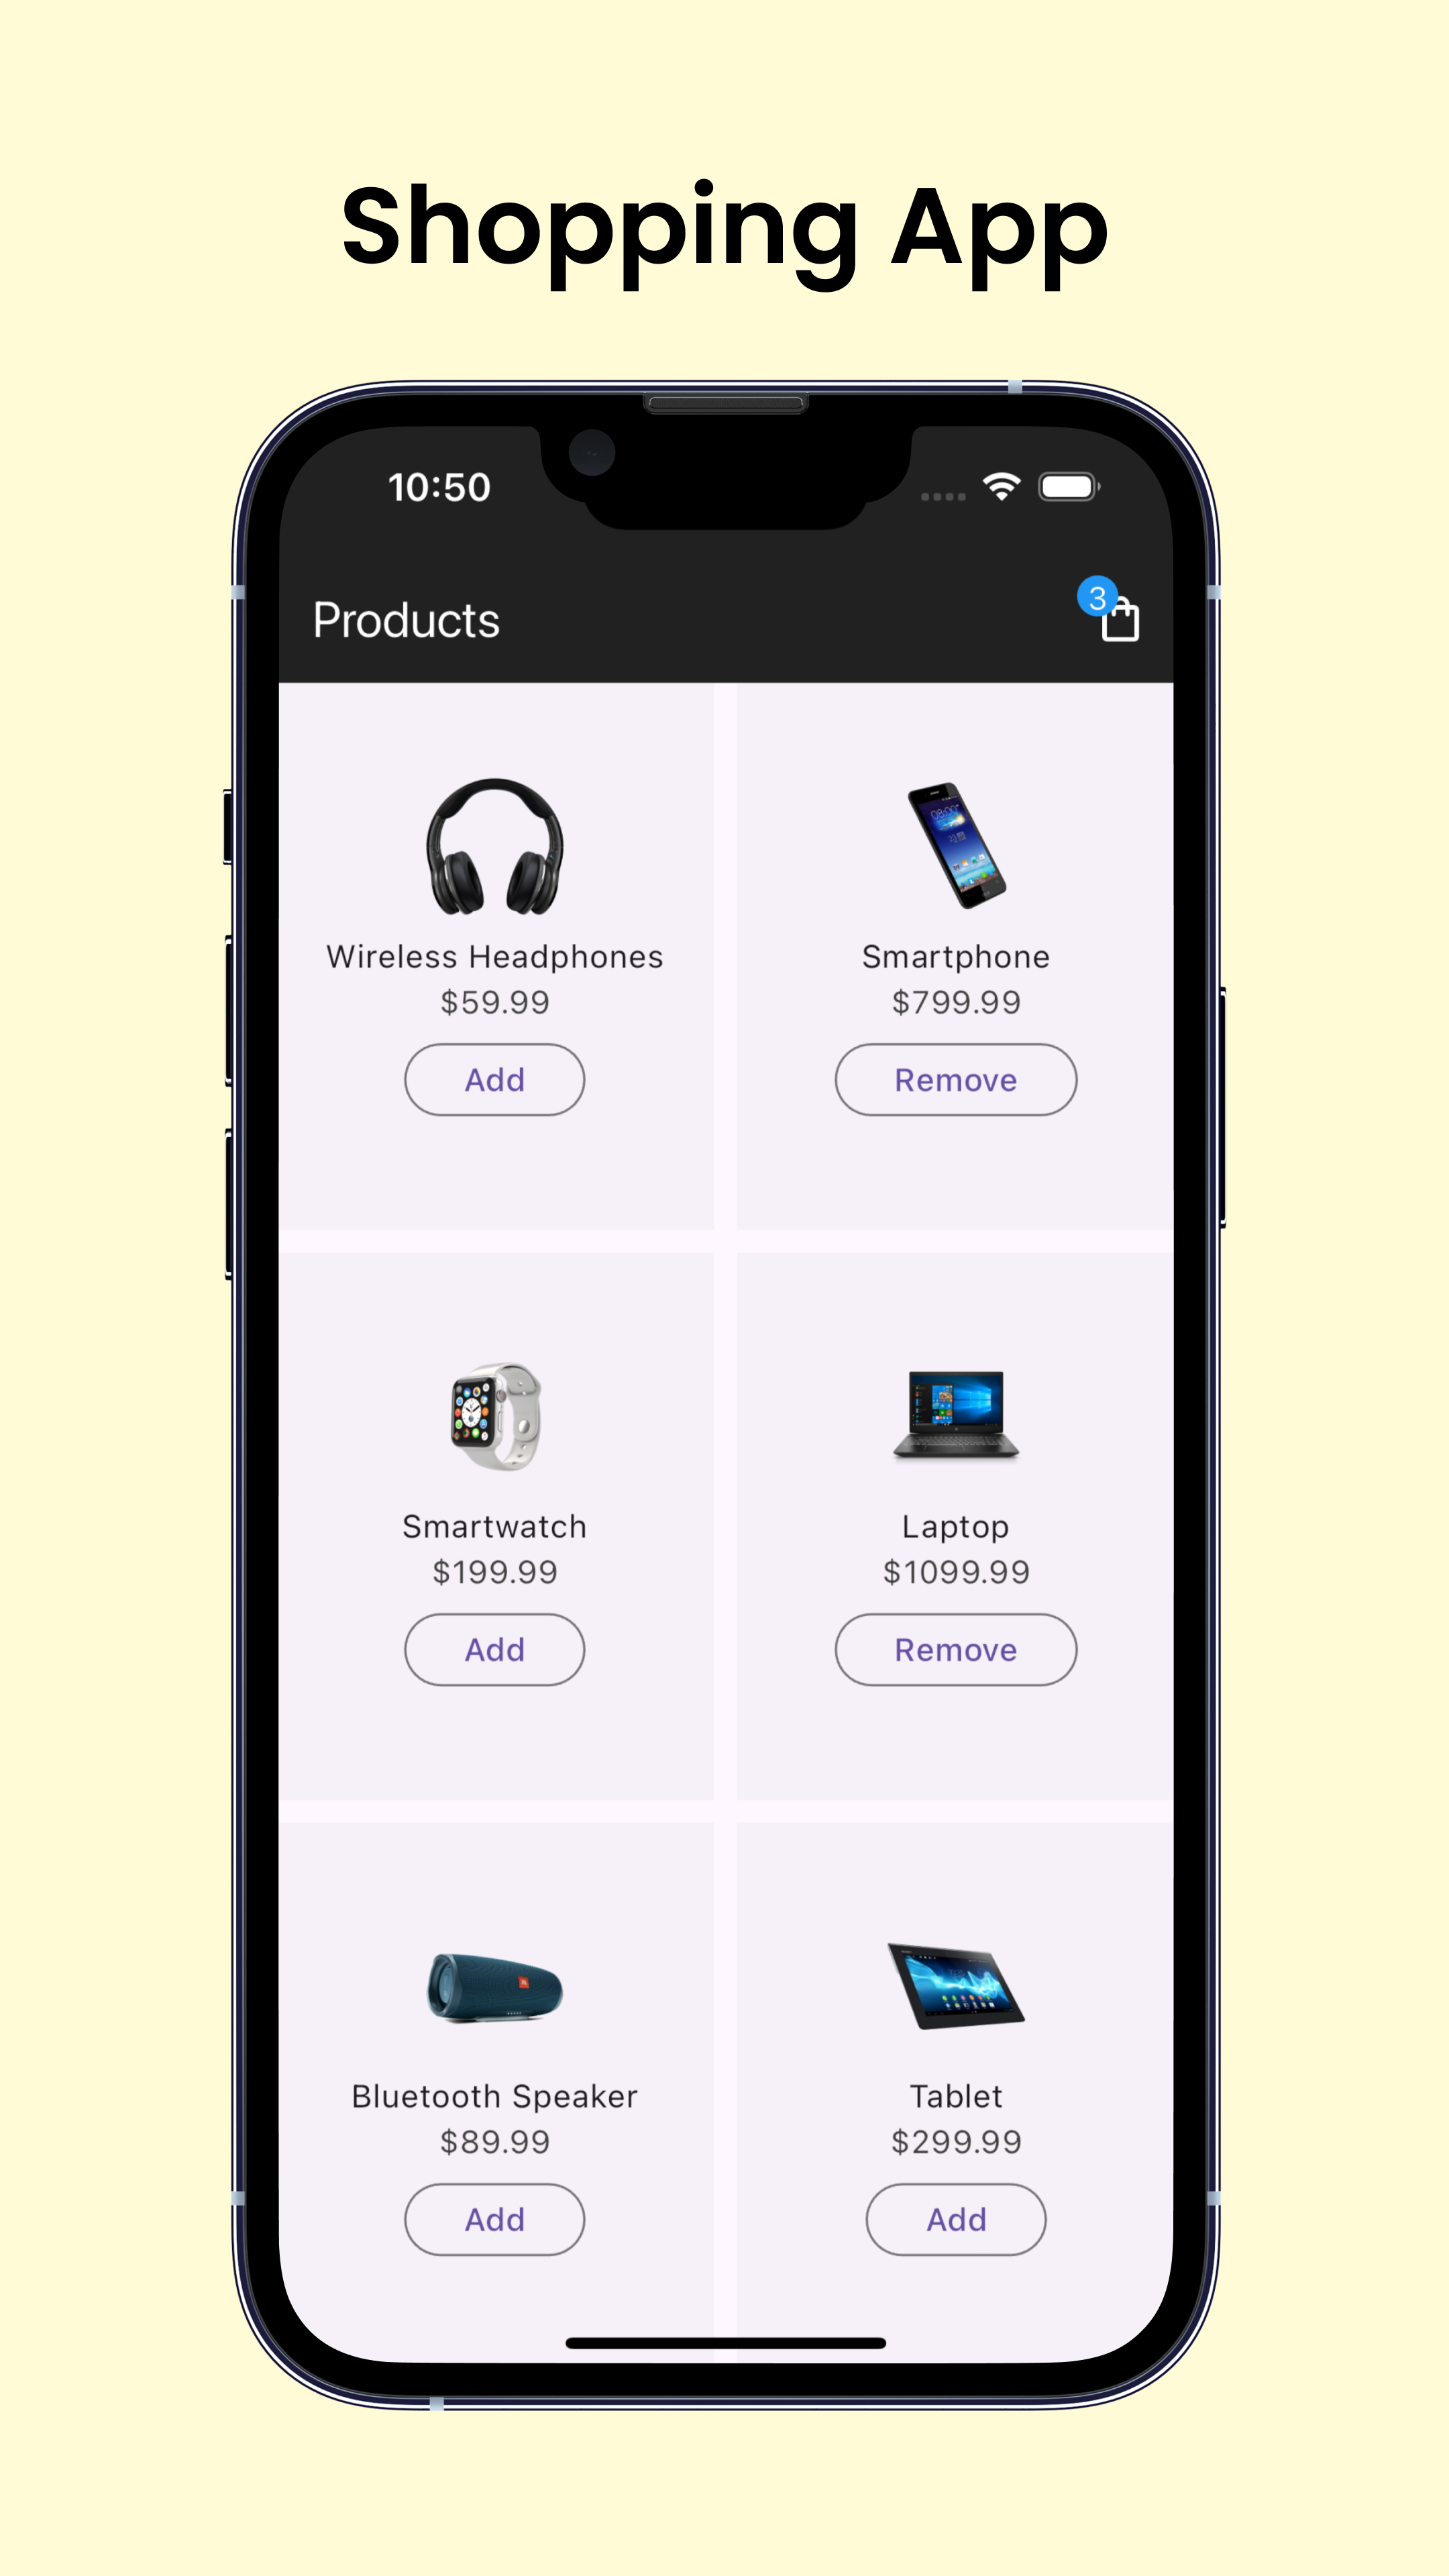 Shopping App
10:50
Products
3
Wireless Headphones
$59.99
Add
Smartphone
$799.99
Remove
Smartwatch
$199.99
Add
Laptop
$1099.99
Remove
Bluetooth Speaker
$89.99
Add
Tablet
$299.99
Add